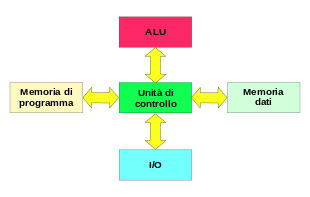 ALU
Memoria di
programma
Unità di
controllo
Memoria
dati
I/O